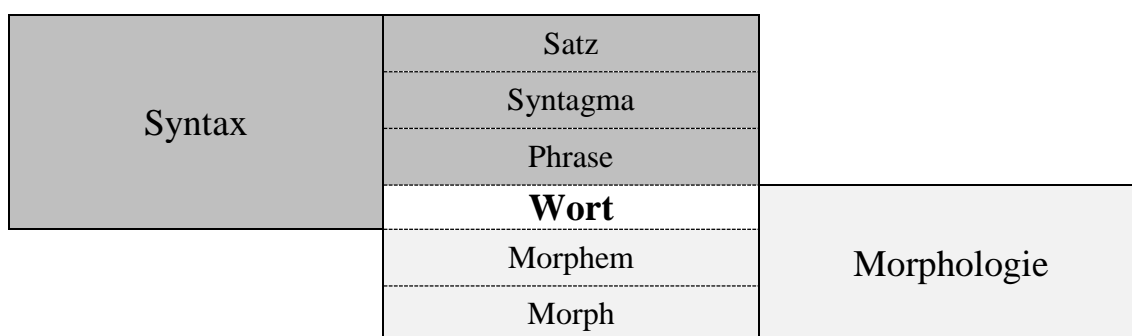 Syntax
Satz
Syntagma
Phrase
Wort
Morphem
Morph
Morphologie